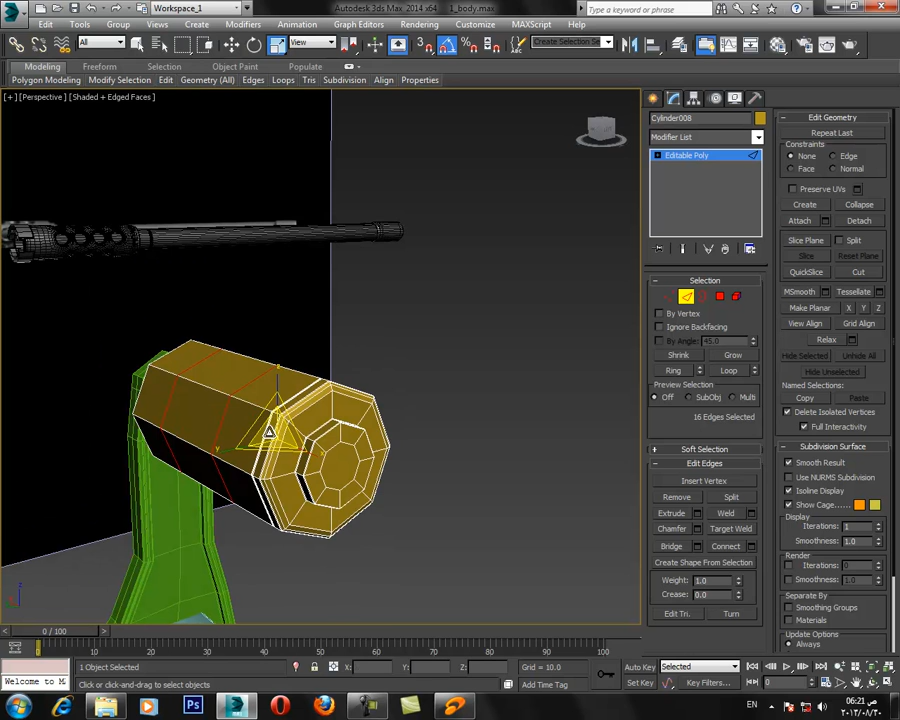 Workspace_1
Autodesk 3ds Max 2014 x64
1_body.max
Type a keyword or phrase
Edit Tools Group Views Create Modifiers Animation Graph Editors Rendering Customize MAXScript Help
All
View
Create Selection Se
Modeling Freeform Selection Object Paint Populate
Polygon Modeling Modify Selection Edit Geometry (All) Edges Loops Tris Subdivision Align Properties
[+] [Perspective] [Shaded + Edged Faces]
Cylinder008
Modifier List
Editable Poly
Selection
By Vertex
Ignore Backfacing
By Angle: 45.0
Shrink Grow
Ring Loop
Preview Selection
Off SubObj Multi
16 Edges Selected
Soft Selection
Edit Edges
Insert Vertex
Remove Split
Extrude Weld
Chamfer Target Weld
Bridge Connect
Create Shape From Selection
Weight: 1.0
Crease: 0.0
Edit Tri. Turn
Edit Geometry
Repeat Last
Constraints
None Edge
Face Normal
Preserve UVs
Create Collapse
Attach Detach
Slice Plane Split
Slice Reset Plane
QuickSlice Cut
MSmooth Tessellate
Make Planar X Y Z
View Align Grid Align
Relax
Hide Selected Unhide All
Hide Unselected
Named Selections:
Copy Paste
Delete Isolated Vertices
Full Interactivity
Subdivision Surface
Smooth Result
Use NURMS Subdivision
Isoline Display
Show Cage......
Display
Iterations: 1
Smoothness: 1.0
Render
Iterations: 0
Smoothness: 1.0
Separate By
Smoothing Groups
Materials
Update Options
Always
0 / 100
0 10 20 30 40 50 60 70 80 90 100
1 Object Selected
X: Y: Z: Grid = 10.0
Auto Key Selected
Welcome to M
Click or click-and-drag to select objects
Add Time Tag
Set Key Key Filters... 0
EN
06:21 ص
٢٠١٣/٠٨/٢٠